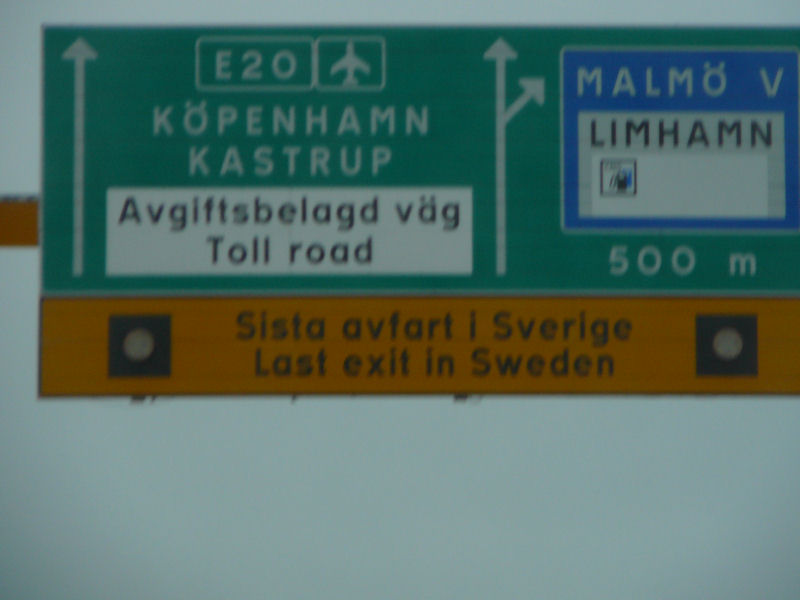 E20
KÖPENHAMN
KASTRUP
Avgiftsbelagd väg
Toll road
MALMÖ V
LIMHAMN
500 m
Sista avfart i Sverige
Last exit in Sweden